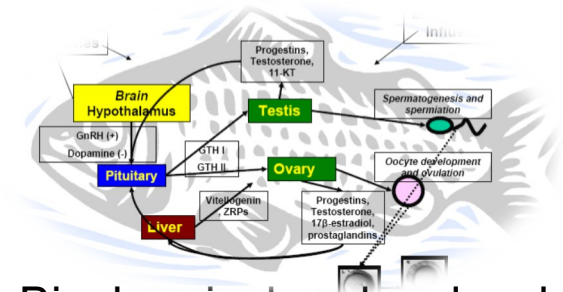 Progestins,
Testosterone,
11-KT
Brain
Hypothalamus
Testis
Spermatogenesis and
spermiation
GnRH (+)
Dopamine (-)
GTH I
GTH II
Pituitary
Ovary
Oocyte development
and ovulation
Vitellogenin
, ZRPs
Progestins,
Testosterone,
17β-estradiol,
prostaglandins
Liver